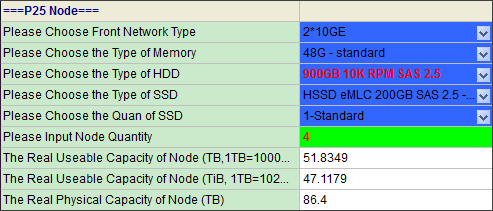 ===P25 Node===
Please Choose Front Network Type 2*10GE
Please Choose the Type of Memory 48G - standard
Please Choose the Type of HDD 900GB 10K RPM SAS 2.5
Please Choose the Type of SSD HSSD eMLC 200GB SAS 2.5 -...
Please Choose the Quan of SSD 1-Standard
Please Input Node Quantity 4
The Real Useable Capacity of Node (TB,1TB=1000... 51.8349
The Real Useable Capacity of Node (TiB, 1TB=102... 47.1179
The Real Physical Capacity of Node (TB) 86.4